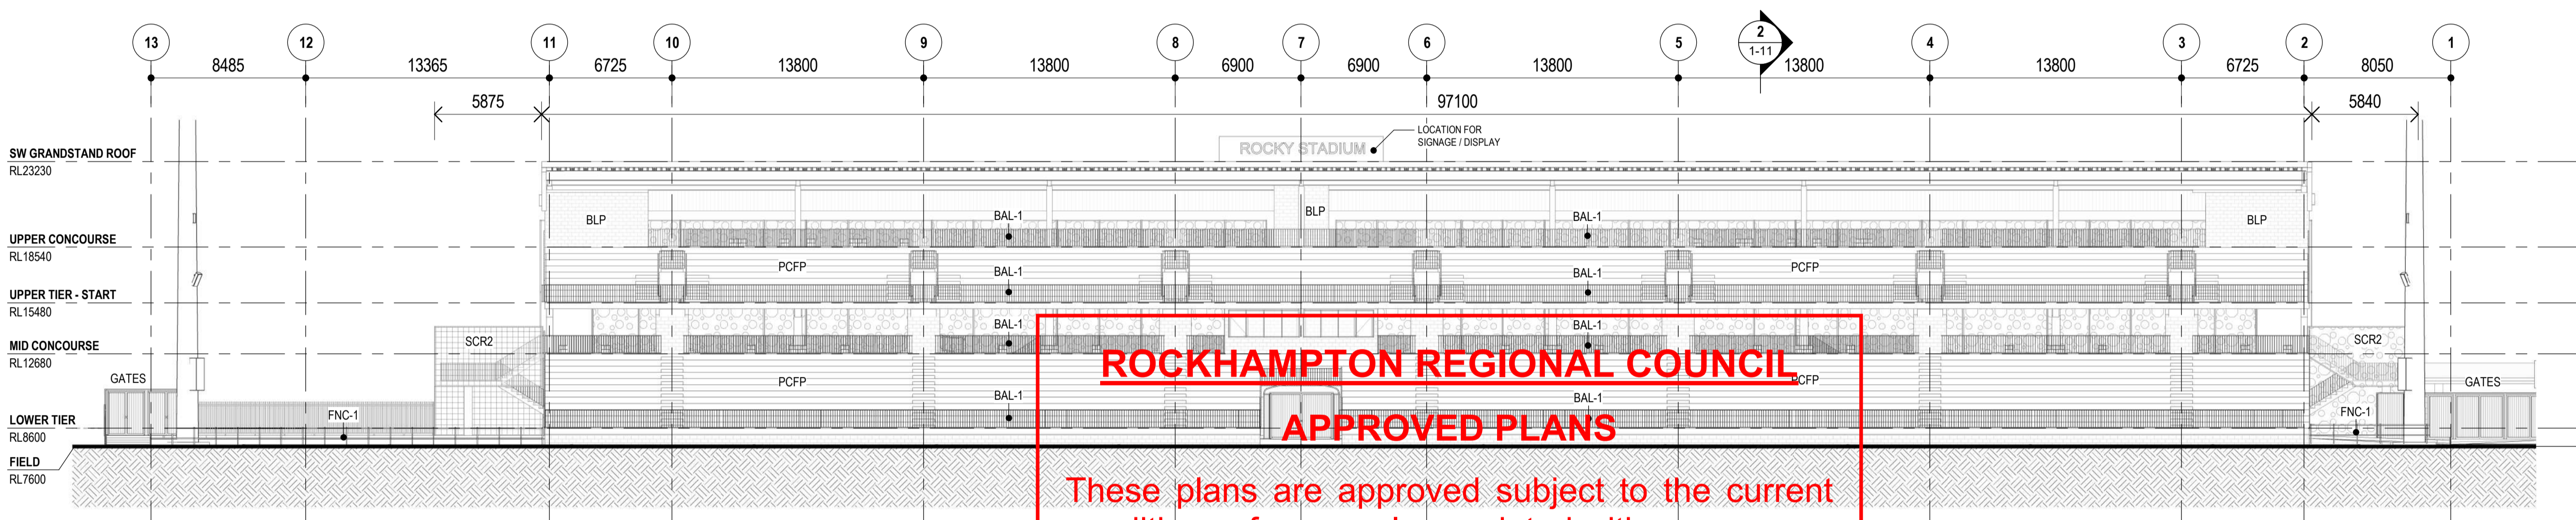 13 12 11 10 9 8 7 6 5 2 4 3 2 1
1-11
8485 13365 6725 13800 13800 6900 6900 13800 13800 13800 6725 8050
5875 97100 5840
LOCATION FOR
SIGNAGE / DISPLAY
ROCKY STADIUM
SW GRANDSTAND ROOF
RL23230
BLP BAL-1 BLP BAL-1 BLP
UPPER CONCOURSE
RL18540
PCFP BAL-1 BAL-1 PCFP
UPPER TIER - START
RL15480
BAL-1 BAL-1
MID CONCOURSE
RL12680
SCR2 SCR2
ROCKHAMPTON REGIONAL COUNCIL
GATES PCFP PCFP GATES
BAL-1 BAL-1
FNC-1 FNC-1
LOWER TIER
RL8600
APPROVED PLANS
FIELD
RL7600
These plans are approved subject to the current